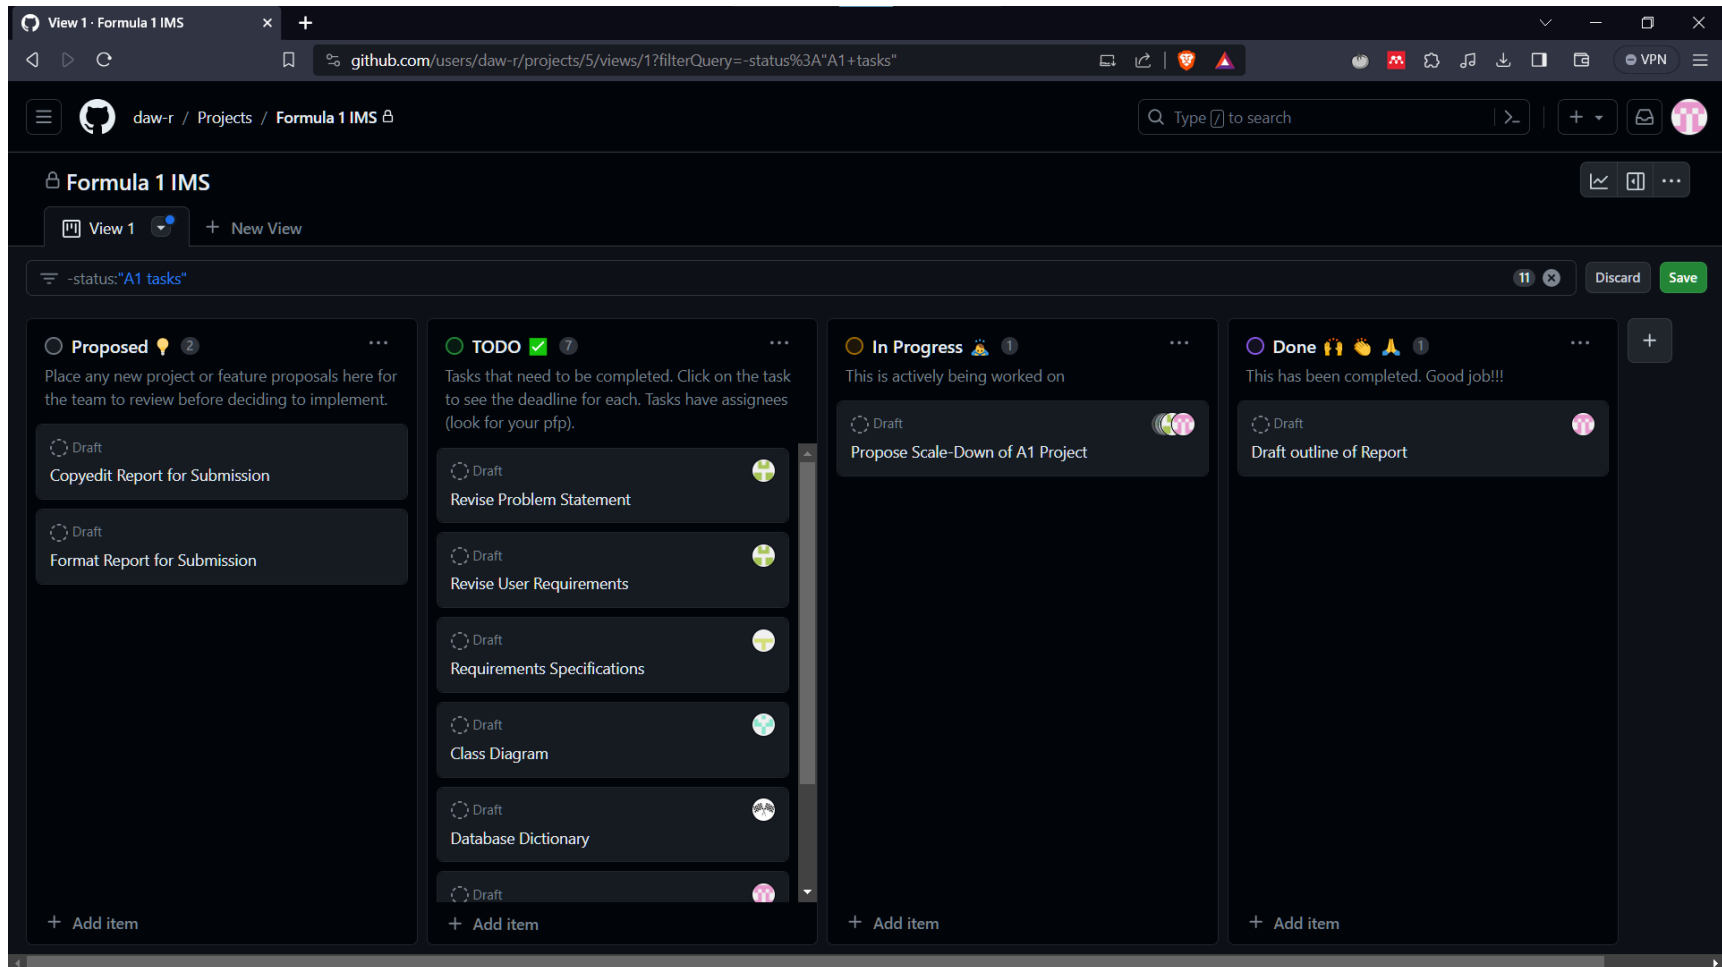 View 1 · Formula 1 IMS
github.com/users/daw-r/projects/5/views/1?filterQuery=-status%3A"A1+tasks"
VPN
daw-r / Projects / Formula 1 IMS
Type / to search
Formula 1 IMS
View 1
New View
-status:"A1 tasks"
11
Discard
Save
Proposed 💡 2
Place any new project or feature proposals here for
the team to review before deciding to implement.
Draft
Copyedit Report for Submission
Draft
Format Report for Submission
Add item
TODO ✅ 7
Tasks that need to be completed. Click on the task
to see the deadline for each. Tasks have assignees
(look for your pfp).
Draft
Revise Problem Statement
Draft
Revise User Requirements
Draft
Requirements Specifications
Draft
Class Diagram
Draft
Database Dictionary
Draft
Add item
In Progress 🙇 1
This is actively being worked on
Draft
Propose Scale-Down of A1 Project
Add item
Done 🙌 👏 🙏 1
This has been completed. Good job!!!
Draft
Draft outline of Report
Add item